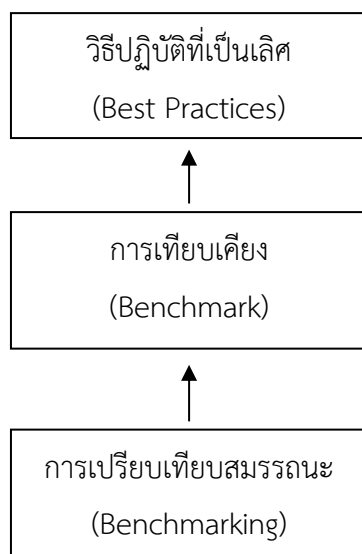 วิธีปฏิบัติที่เป็นเลิศ
(Best Practices)
การเทียบเคียง
(Benchmark)
การเปรียบเทียบสมรรถนะ
(Benchmarking)